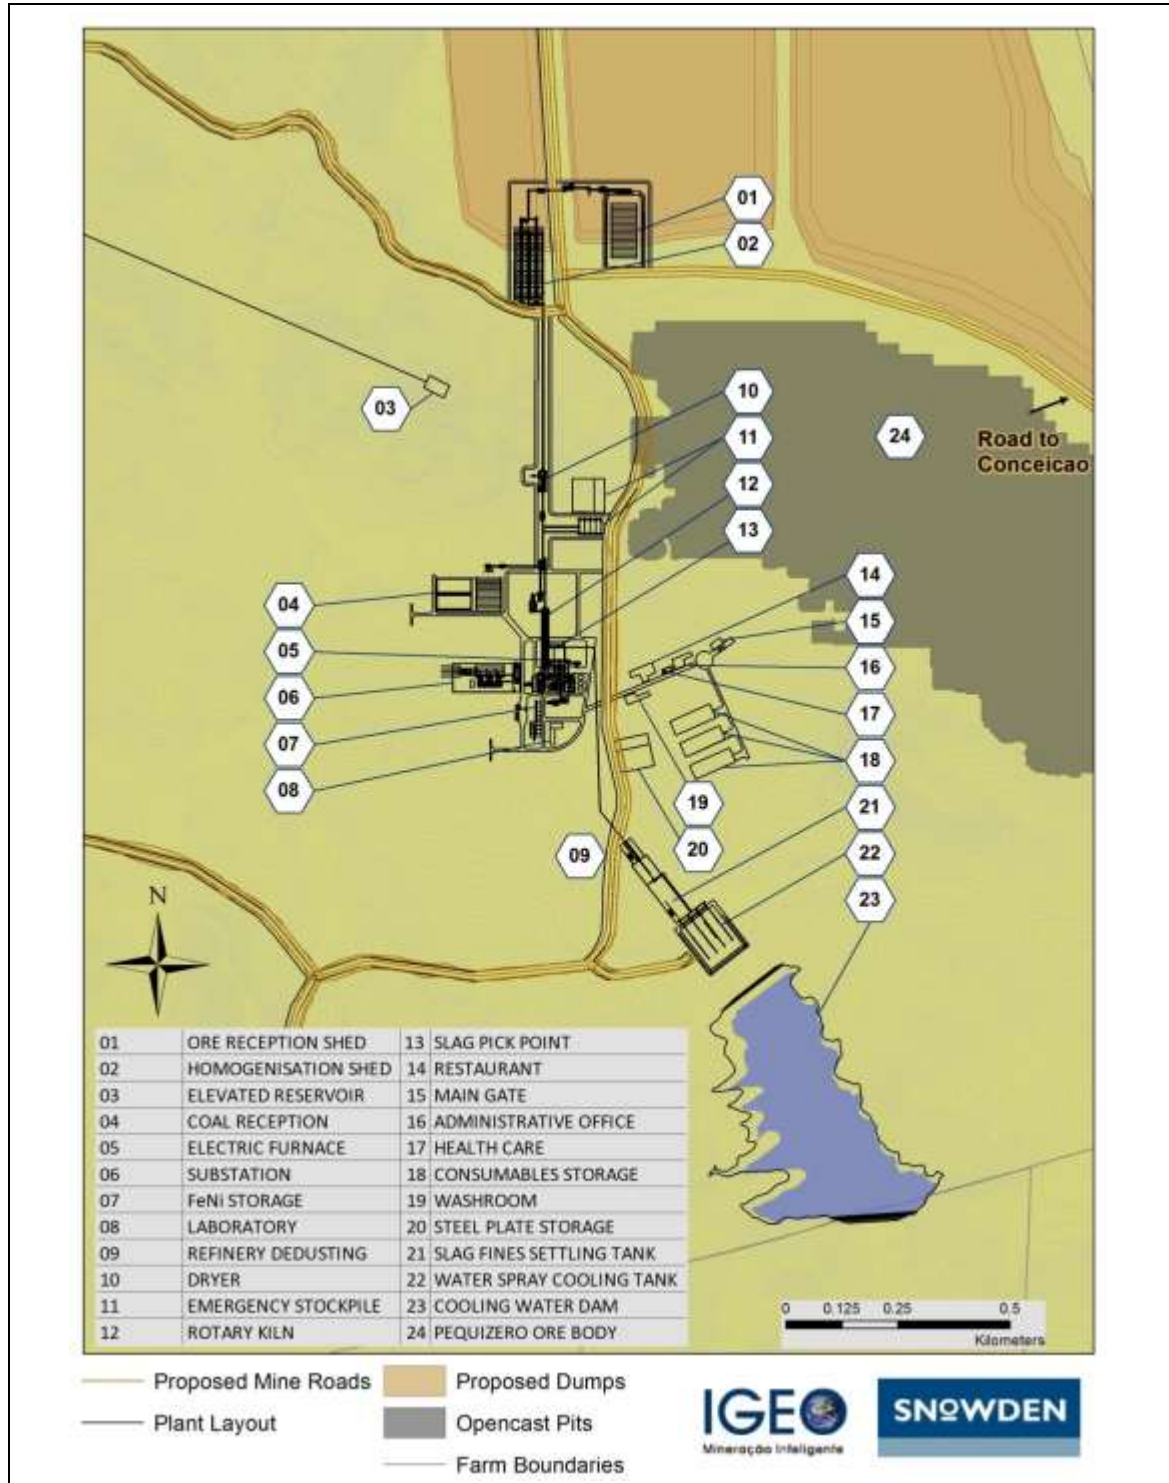 01
02
10
03
11
24
Road to
Conceicao
12
13
14
04
15
05
16
06
17
07
18
08
19
21
20
09
22
23
N
01 ORE RECEPTION SHED 13 SLAG PICK POINT
02 HOMOGENISATION SHED 14 RESTAURANT
03 ELEVATED RESERVOIR 15 MAIN GATE
04 COAL RECEPTION 16 ADMINISTRATIVE OFFICE
05 ELECTRIC FURNACE 17 HEALTH CARE
06 SUBSTATION 18 CONSUMABLES STORAGE
07 FeNi STORAGE 19 WASHROOM
08 LABORATORY 20 STEEL PLATE STORAGE
09 REFINERY DEDUSTING 21 SLAG FINES SETTLING TANK
10 DRYER 22 WATER SPRAY COOLING TANK
11 EMERGENCY STOCKPILE 23 COOLING WATER DAM
12 ROTARY KILN 24 PEQUIZERO ORE BODY
0 0,125 0.25 0.5
Kilometers
Proposed Mine Roads Proposed Dumps
Plant Layout Opencast Pits
Farm Boundaries
IGEO
Mineração Inteligente
SNOWDEN